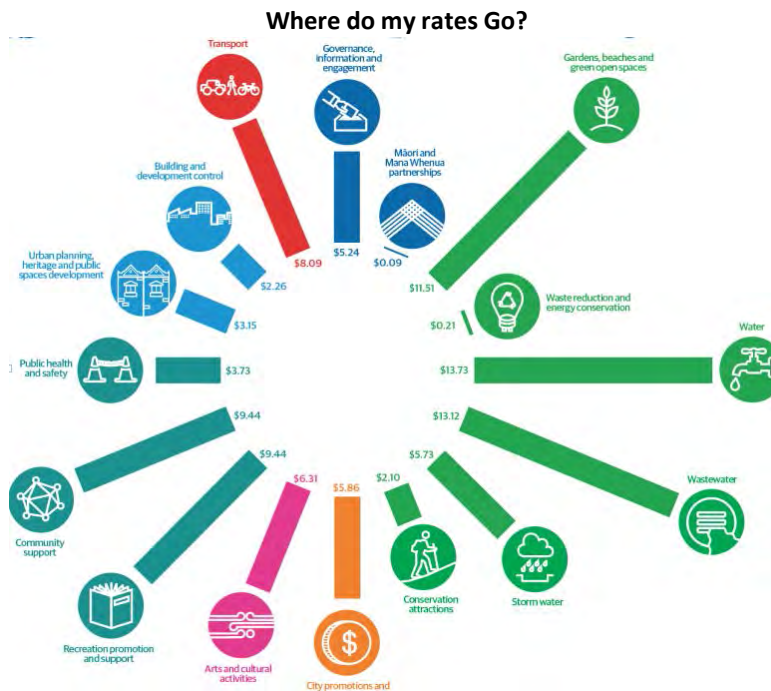 Where do my rates Go?
Transport
$8.09
Governance,
information and
engagement
$5.24
Māori and
Mana Whenua
partnerships
$0.09
Gardens, beaches and
green open spaces
$11.51
Waste reduction and
energy conservation
$0.21
Water
$13.73
Wastewater
$13.12
Storm water
$5.73
Conservation
attractions
$2.10
City promotions and
$5.86
$
Arts and cultural
activities
$6.31
Recreation promotion
and support
$9.44
Community
support
$9.44
Public health
and safety
$3.73
Urban planning,
heritage and public
spaces development
$3.15
Building and
development control
$2.26